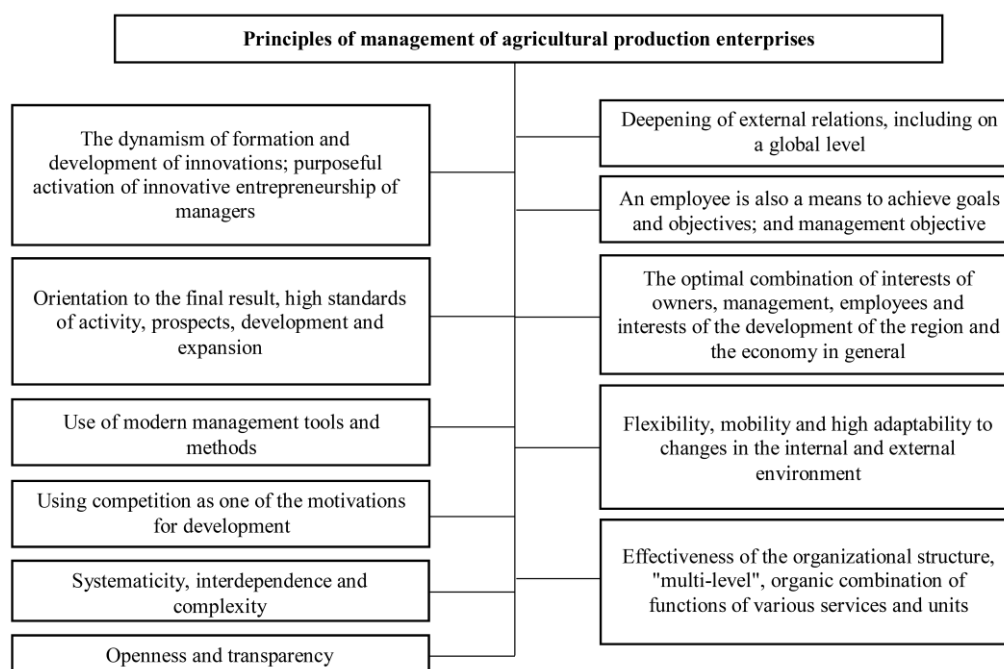 Principles of management of agricultural production enterprises
The dynamism of formation and
development of innovations; purposeful
activation of innovative entrepreneurship of
managers
Orientation to the final result, high standards
of activity, prospects, development and
expansion
Use of modern management tools and
methods
Using competition as one of the motivations
for development
Systematicity, interdependence and
complexity
Openness and transparency
Deepening of external relations, including on
a global level
An employee is also a means to achieve goals
and objectives; and management objective
The optimal combination of interests of
owners, management, employees and
interests of the development of the region and
the economy in general
Flexibility, mobility and high adaptability to
changes in the internal and external
environment
Effectiveness of the organizational structure,
"multi-level", organic combination of
functions of various services and units